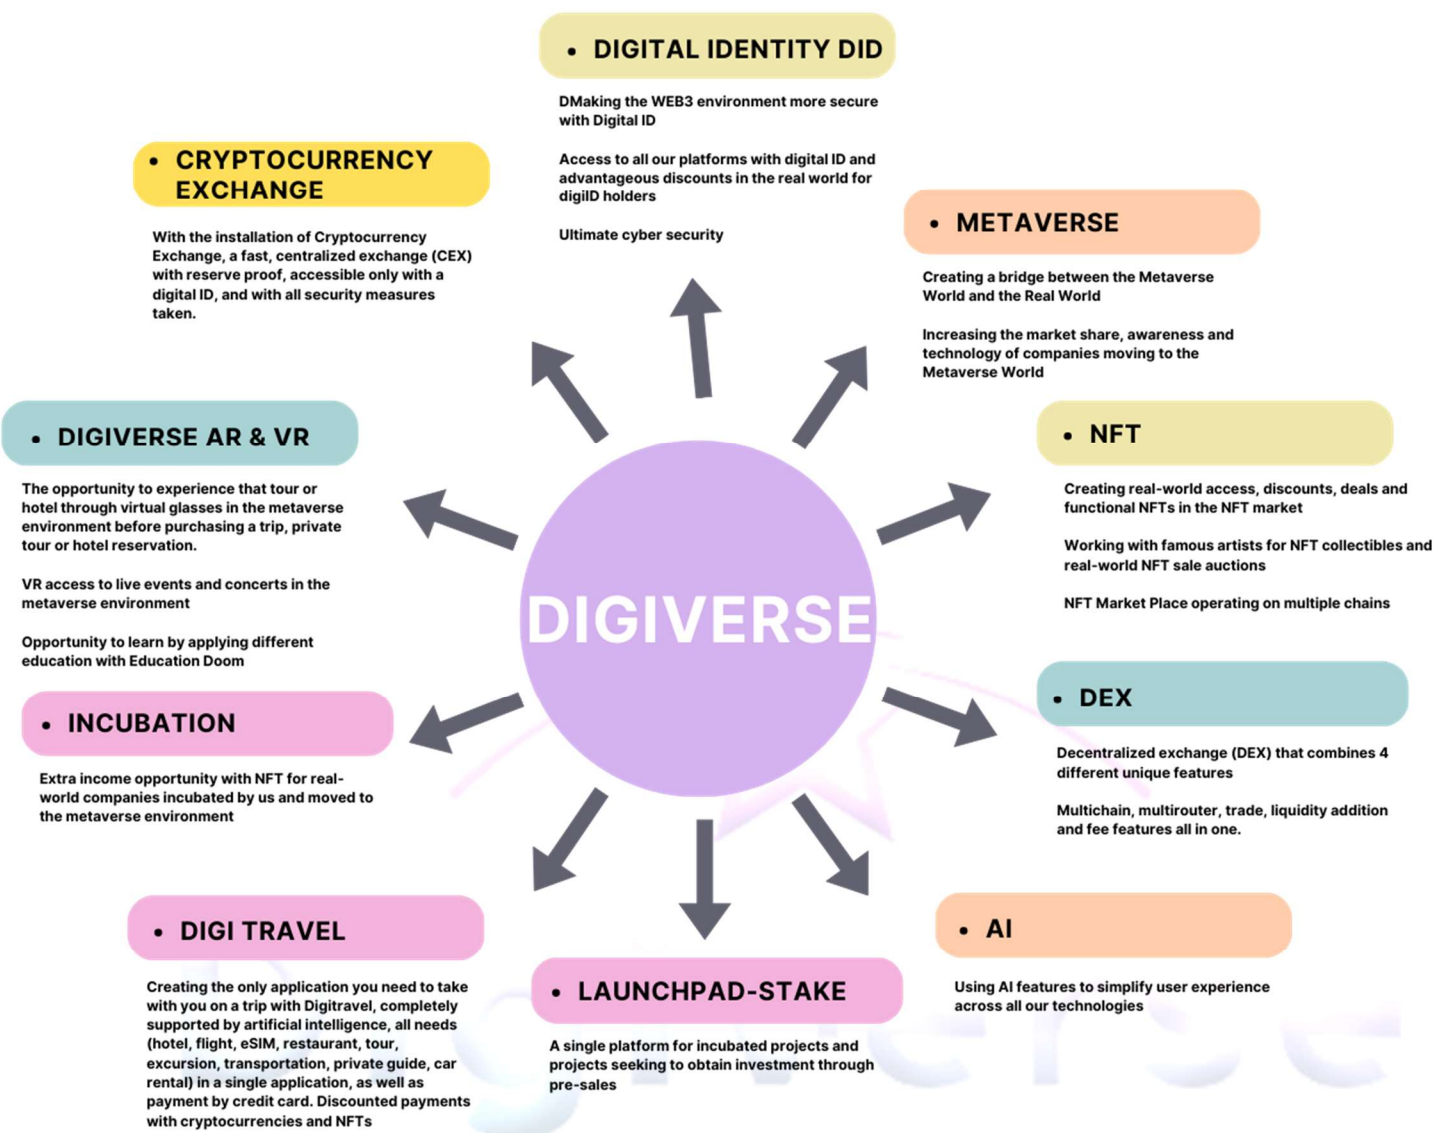 • DIGITAL IDENTITY DID
DMaking the WEB3 environment more secure
with Digital ID
Access to all our platforms with digital ID and
advantageous discounts in the real world for
digiID holders
Ultimate cyber security
• CRYPTOCURRENCY
EXCHANGE
With the installation of Cryptocurrency
Exchange, a fast, centralized exchange (CEX)
with reserve proof, accessible only with a
digital ID, and with all security measures
taken.
• METAVERSE
Creating a bridge between the Metaverse
World and the Real World
Increasing the market share, awareness and
technology of companies moving to the
Metaverse World
• DIGIVERSE AR & VR
The opportunity to experience that tour or
hotel through virtual glasses in the metaverse
environment before purchasing a trip, private
tour or hotel reservation.
VR access to live events and concerts in the
metaverse environment
Opportunity to learn by applying different
education with Education Doom
• NFT
Creating real-world access, discounts, deals and
functional NFTs in the NFT market
Working with famous artists for NFT collectibles and
real-world NFT sale auctions
NFT Market Place operating on multiple chains
DIGIVERSE
• INCUBATION
Extra income opportunity with NFT for real-
world companies incubated by us and moved to
the metaverse environment
• DEX
Decentralized exchange (DEX) that combines 4
different unique features
Multichain, multirouter, trade, liquidity addition
and fee features all in one.
• DIGI TRAVEL
Creating the only application you need to take
with you on a trip with Digitravel, completely
supported by artificial intelligence, all needs
(hotel, flight, eSIM, restaurant, tour,
excursion, transportation, private guide, car
rental) in a single application, as well as
payment by credit card. Discounted payments
with cryptocurrencies and NFTs
• LAUNCHPAD-STAKE
A single platform for incubated projects and
projects seeking to obtain investment through
pre-sales
• AI
Using AI features to simplify user experience
across all our technologies
Digiverse